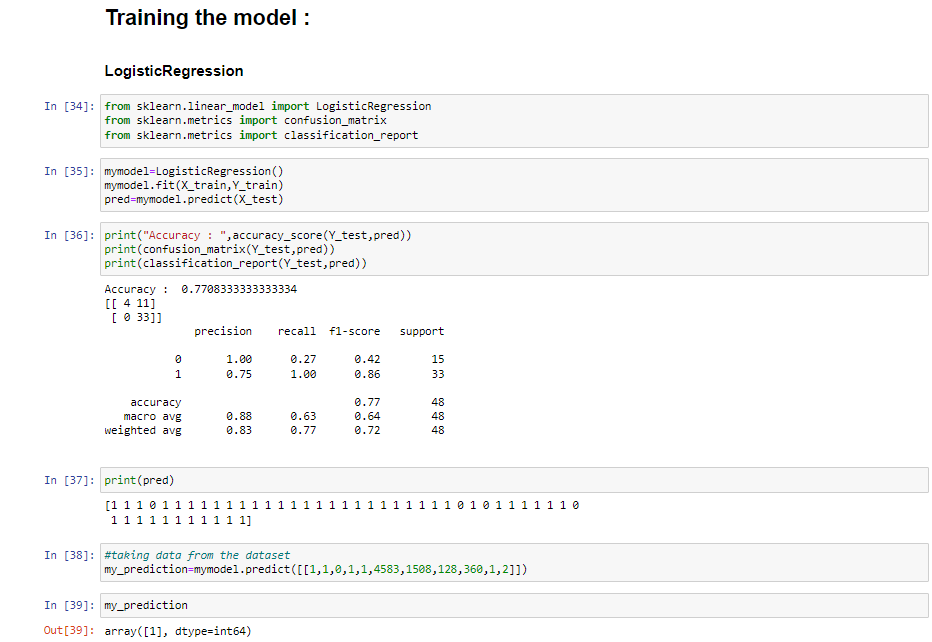 Training the model :
LogisticRegression
In [34]: from sklearn.linear_model import LogisticRegression
from sklearn.metrics import confusion_matrix
from sklearn.metrics import classification_report
In [35]: mymodel=LogisticRegression()
mymodel.fit(X_train,Y_train)
pred=mymodel.predict(X_test)
In [36]: print("Accuracy : ",accuracy_score(Y_test,pred))
print(confusion_matrix(Y_test,pred))
print(classification_report(Y_test,pred))
Accuracy :  0.7708333333333334
[[ 4 11]
 [ 0 33]]
              precision    recall  f1-score   support
           0       1.00      0.27      0.42        15
           1       0.75      1.00      0.86        33
    accuracy                           0.77        48
   macro avg       0.88      0.63      0.64        48
weighted avg       0.83      0.77      0.72        48
In [37]: print(pred)
[1 1 1 0 1 1 1 1 1 1 1 1 1 1 1 1 1 1 1 1 1 1 1 1 1 1 1 0 1 0 1 1 1 1 1 1 0
 1 1 1 1 1 1 1 1 1 1 1]
In [38]: #taking data from the dataset
my_prediction=mymodel.predict([[1,1,0,1,1,4583,1508,128,360,1,2]])
In [39]: my_prediction
Out[39]: array([1], dtype=int64)